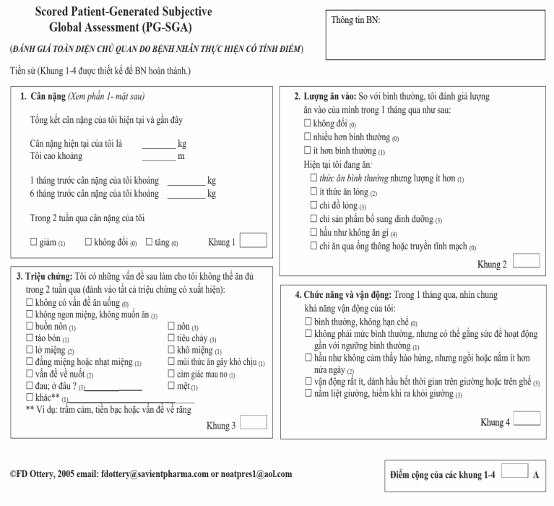 Scored Patient-Generated Subjective
Global Assessment (PG-SGA)
(ĐÁNH GIÁ TOÀN DIỆN CHỦ QUAN DO BỆNH NHÂN THỰC HIỆN CÓ TÍNH ĐIỂM)
Thông tin BN:
Tiền sử (Khung 1-4 được thiết kế để BN hoàn thành.)
1. Cân nặng (Xem phần 1- mặt sau)
Tổng kết cân nặng của tôi hiện tại và gần đây
Cân nặng hiện tại của tôi là ________ kg
Tôi cao khoảng ________ m
1 tháng trước cân nặng của tôi khoảng ________ kg
6 tháng trước cân nặng của tôi khoảng ________ kg
Trong 2 tuần qua cân nặng của tôi
☐ giảm (1) ☐ không đổi (0) ☐ tăng (0) Khung 1
2. Lượng ăn vào: So với bình thường, tôi đánh giá lượng
ăn vào của mình trong 1 tháng qua như sau:
☐ không đổi (0)
☐ nhiều hơn bình thường (0)
☐ ít hơn bình thường (1)
Hiện tại tôi đang ăn:
☐ thức ăn bình thường nhưng lượng ít hơn (1)
☐ ít thức ăn lỏng (2)
☐ chỉ đồ lỏng (3)
☐ chỉ sản phẩm bổ sung dinh dưỡng (3)
☐ hầu như không ăn gì (4)
☐ chỉ ăn qua ống thông hoặc truyền tĩnh mạch (0)
Khung 2
3. Triệu chứng: Tôi có những vấn đề sau làm cho tôi không thể ăn đủ
trong 2 tuần qua (đánh vào tất cả triệu chứng có xuất hiện):
☐ không có vấn đề ăn uống (0)
☐ không ngon miệng, không muốn ăn (3)
☐ buồn nôn (1) ☐ nôn (3)
☐ táo bón (1) ☐ tiêu chảy (3)
☐ lở miệng (2) ☐ khô miệng (1)
☐ đắng miệng hoặc nhạt miệng (1) ☐ mùi thức ăn gây khó chịu (1)
☐ vấn đề về nuốt (2) ☐ cảm giác mau no (1)
☐ đau; ở đâu ? (3)________ ☐ mệt (1)
☐ khác** (1)________
** Ví dụ: trầm cảm, tiền bạc hoặc vấn đề về răng
Khung 3
4. Chức năng và vận động: Trong 1 tháng qua, nhìn chung
khả năng vận động của tôi:
☐ bình thường, không hạn chế (0)
☐ không phải mức bình thường, nhưng có thể gắng sức để hoạt động
gần với người bình thường (1)
☐ hầu như không cảm thấy hào hứng, nhưng ngồi hoặc nằm ít hơn
nửa ngày (2)
☐ vận động rất ít, dành hầu hết thời gian trên giường hoặc trên ghế (3)
☐ nằm liệt giường, hiếm khi ra khỏi giường (3)
Khung 4
©FD Ottery, 2005 email: fdottery@savientpharma.com or noatpres1@aol.com
Điểm cộng của các khung 1-4 A